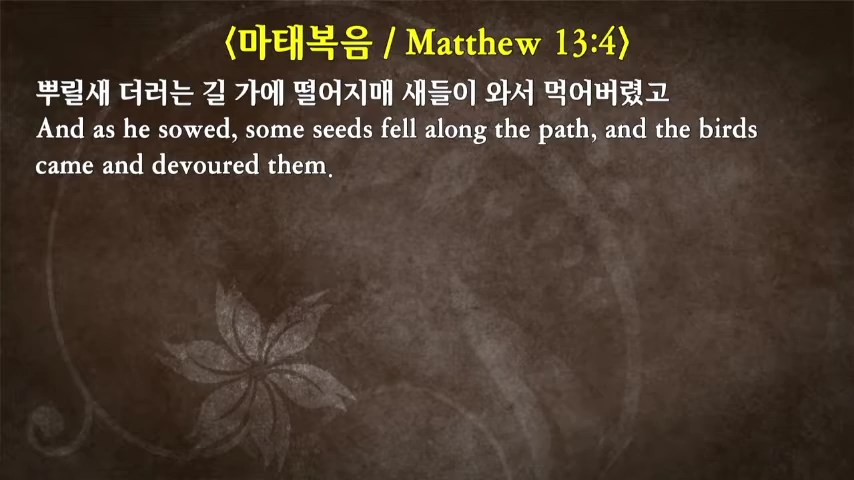 〈마태복음 / Matthew 13:4〉
뿌릴새 더러는 길 가에 떨어지매 새들이 와서 먹어버렸고
And as he sowed, some seeds fell along the path, and the birds
came and devoured them.